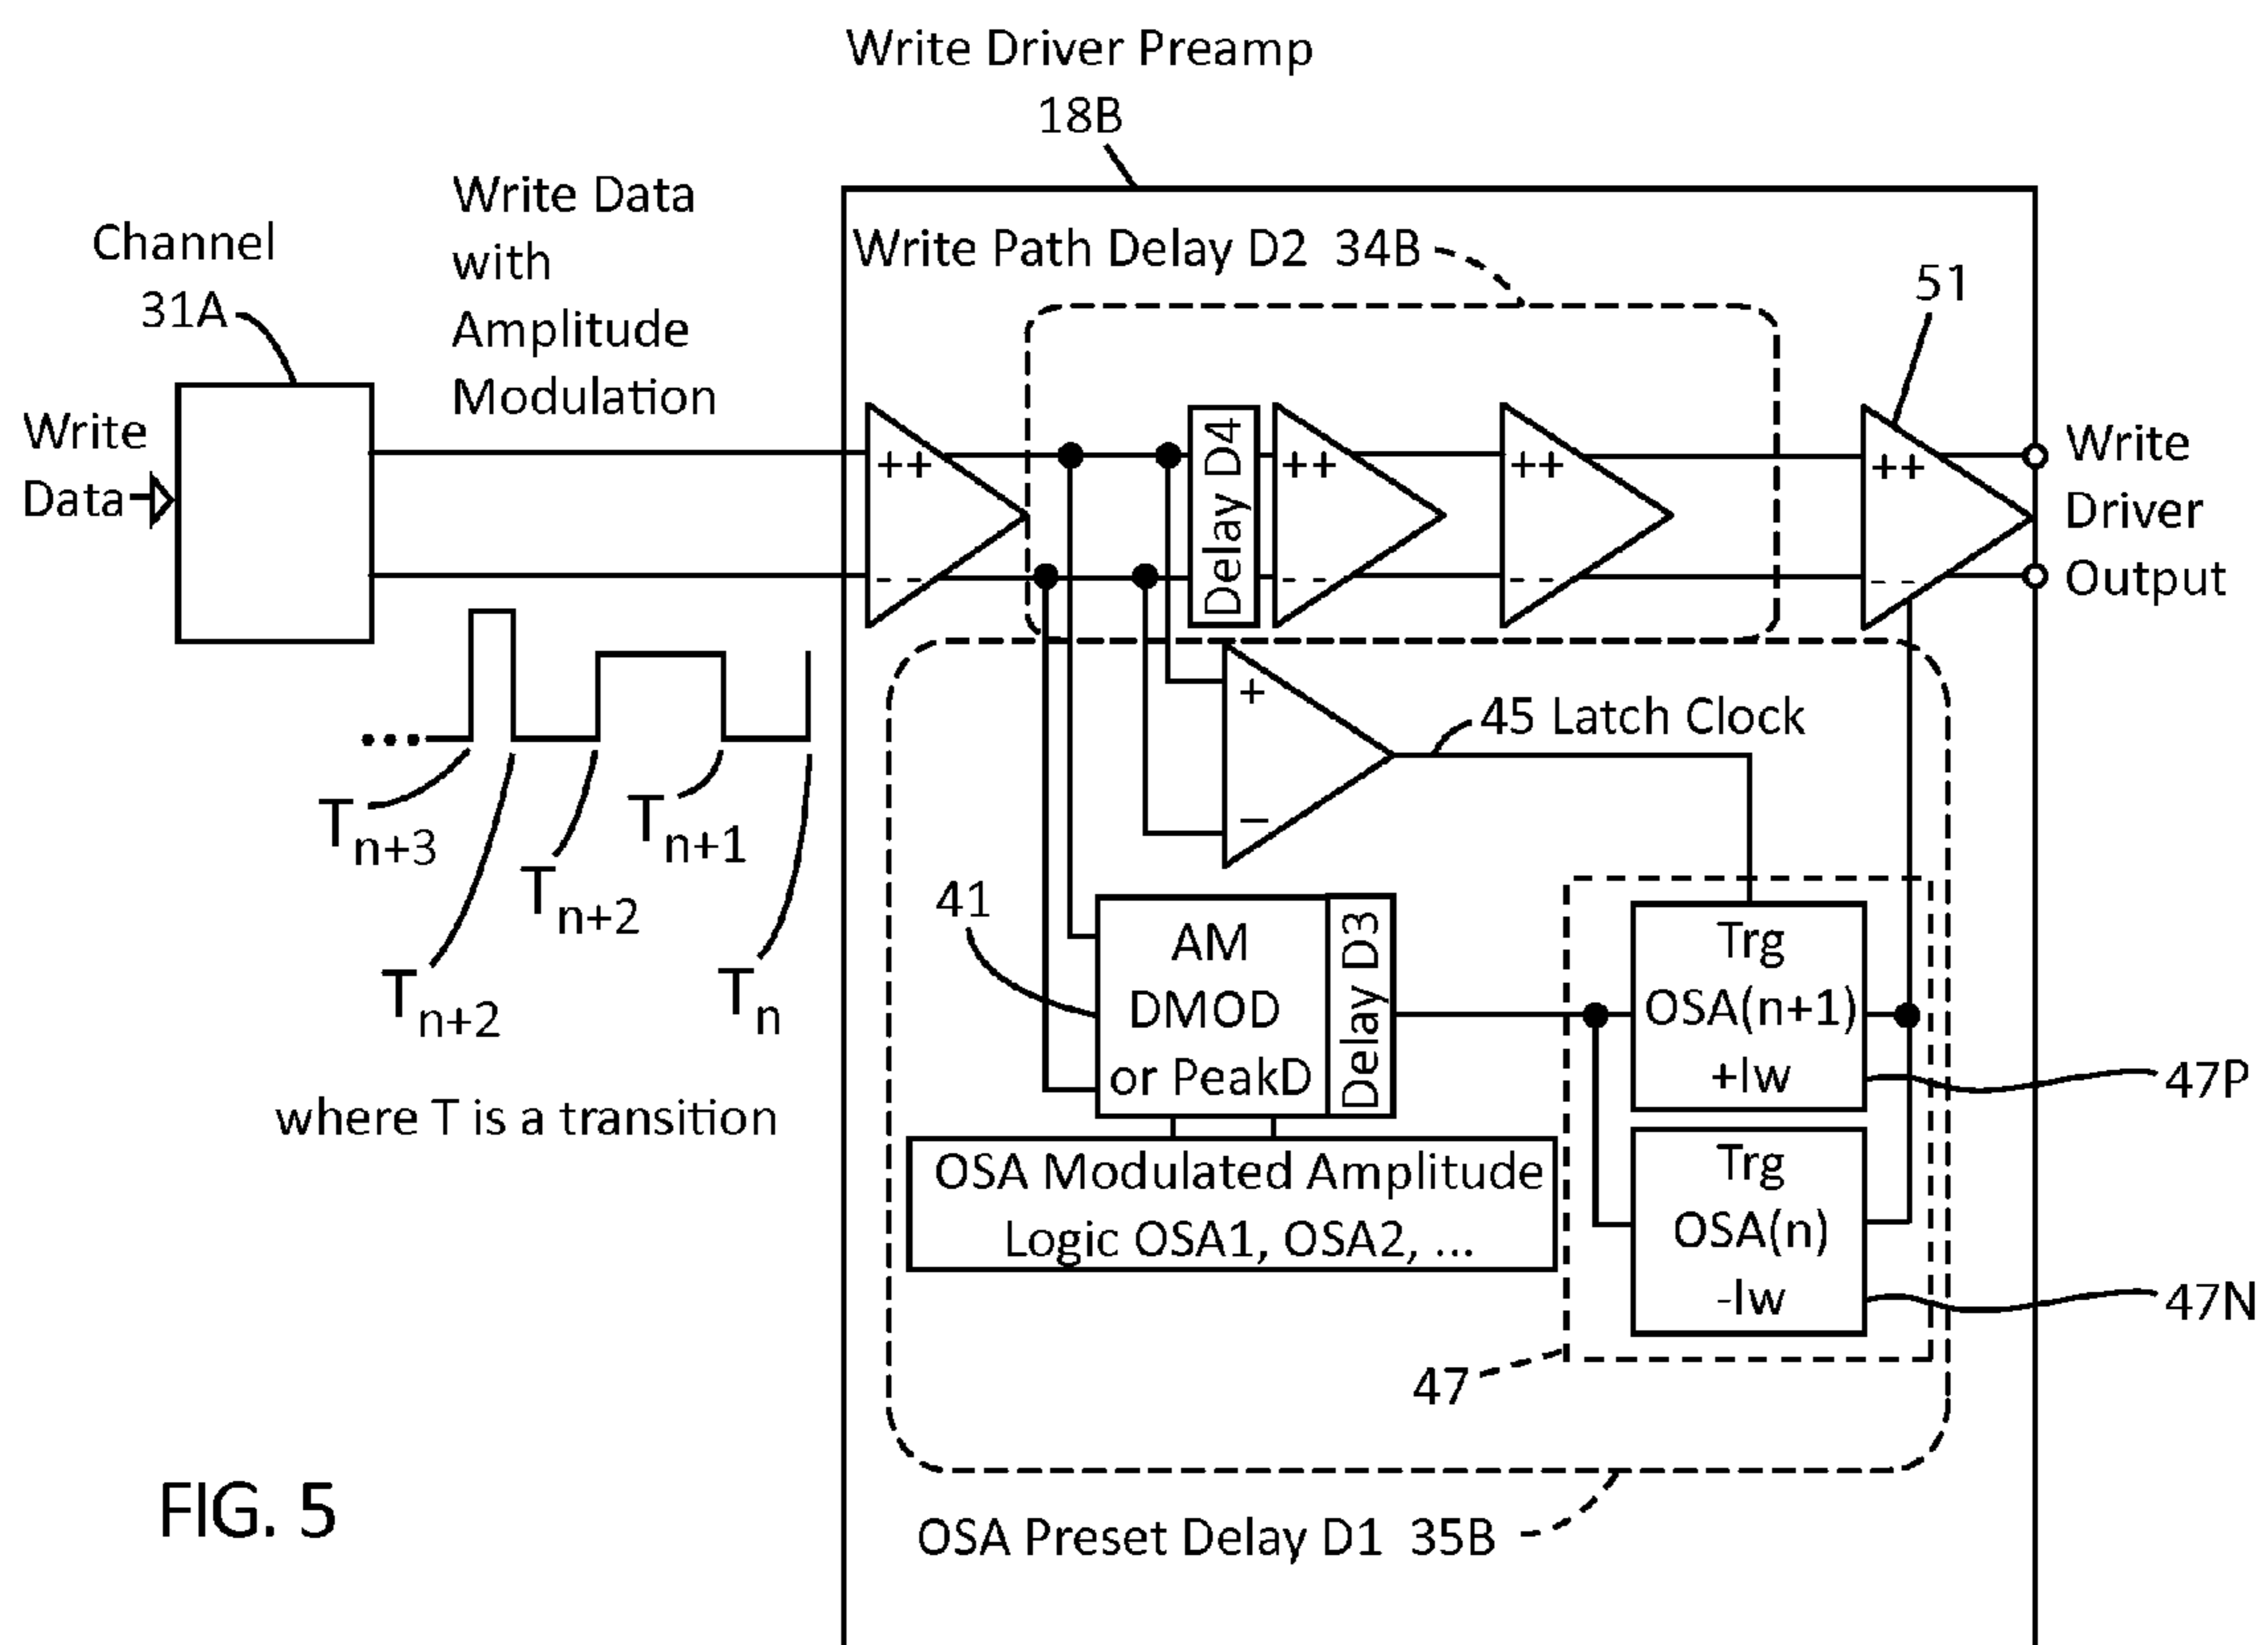 Write Driver Preamp
18B
Write Data
with
Amplitude
Modulation
Channel
31A
Write
Data
Write Path Delay D2 34B
51
++
- -
Delay D4
++
- -
++
- -
++
- -
Write
Driver
Output
+
–
45 Latch Clock
Tn+3
Tn+2
Tn+2
Tn+1
Tn
where T is a transition
41
AM
DMOD
or PeakD
Delay D3
OSA Modulated Amplitude
Logic OSA1, OSA2, ...
Trg
OSA(n+1)
+Iw
47P
Trg
OSA(n)
-Iw
47N
47
OSA Preset Delay D1 35B
FIG. 5